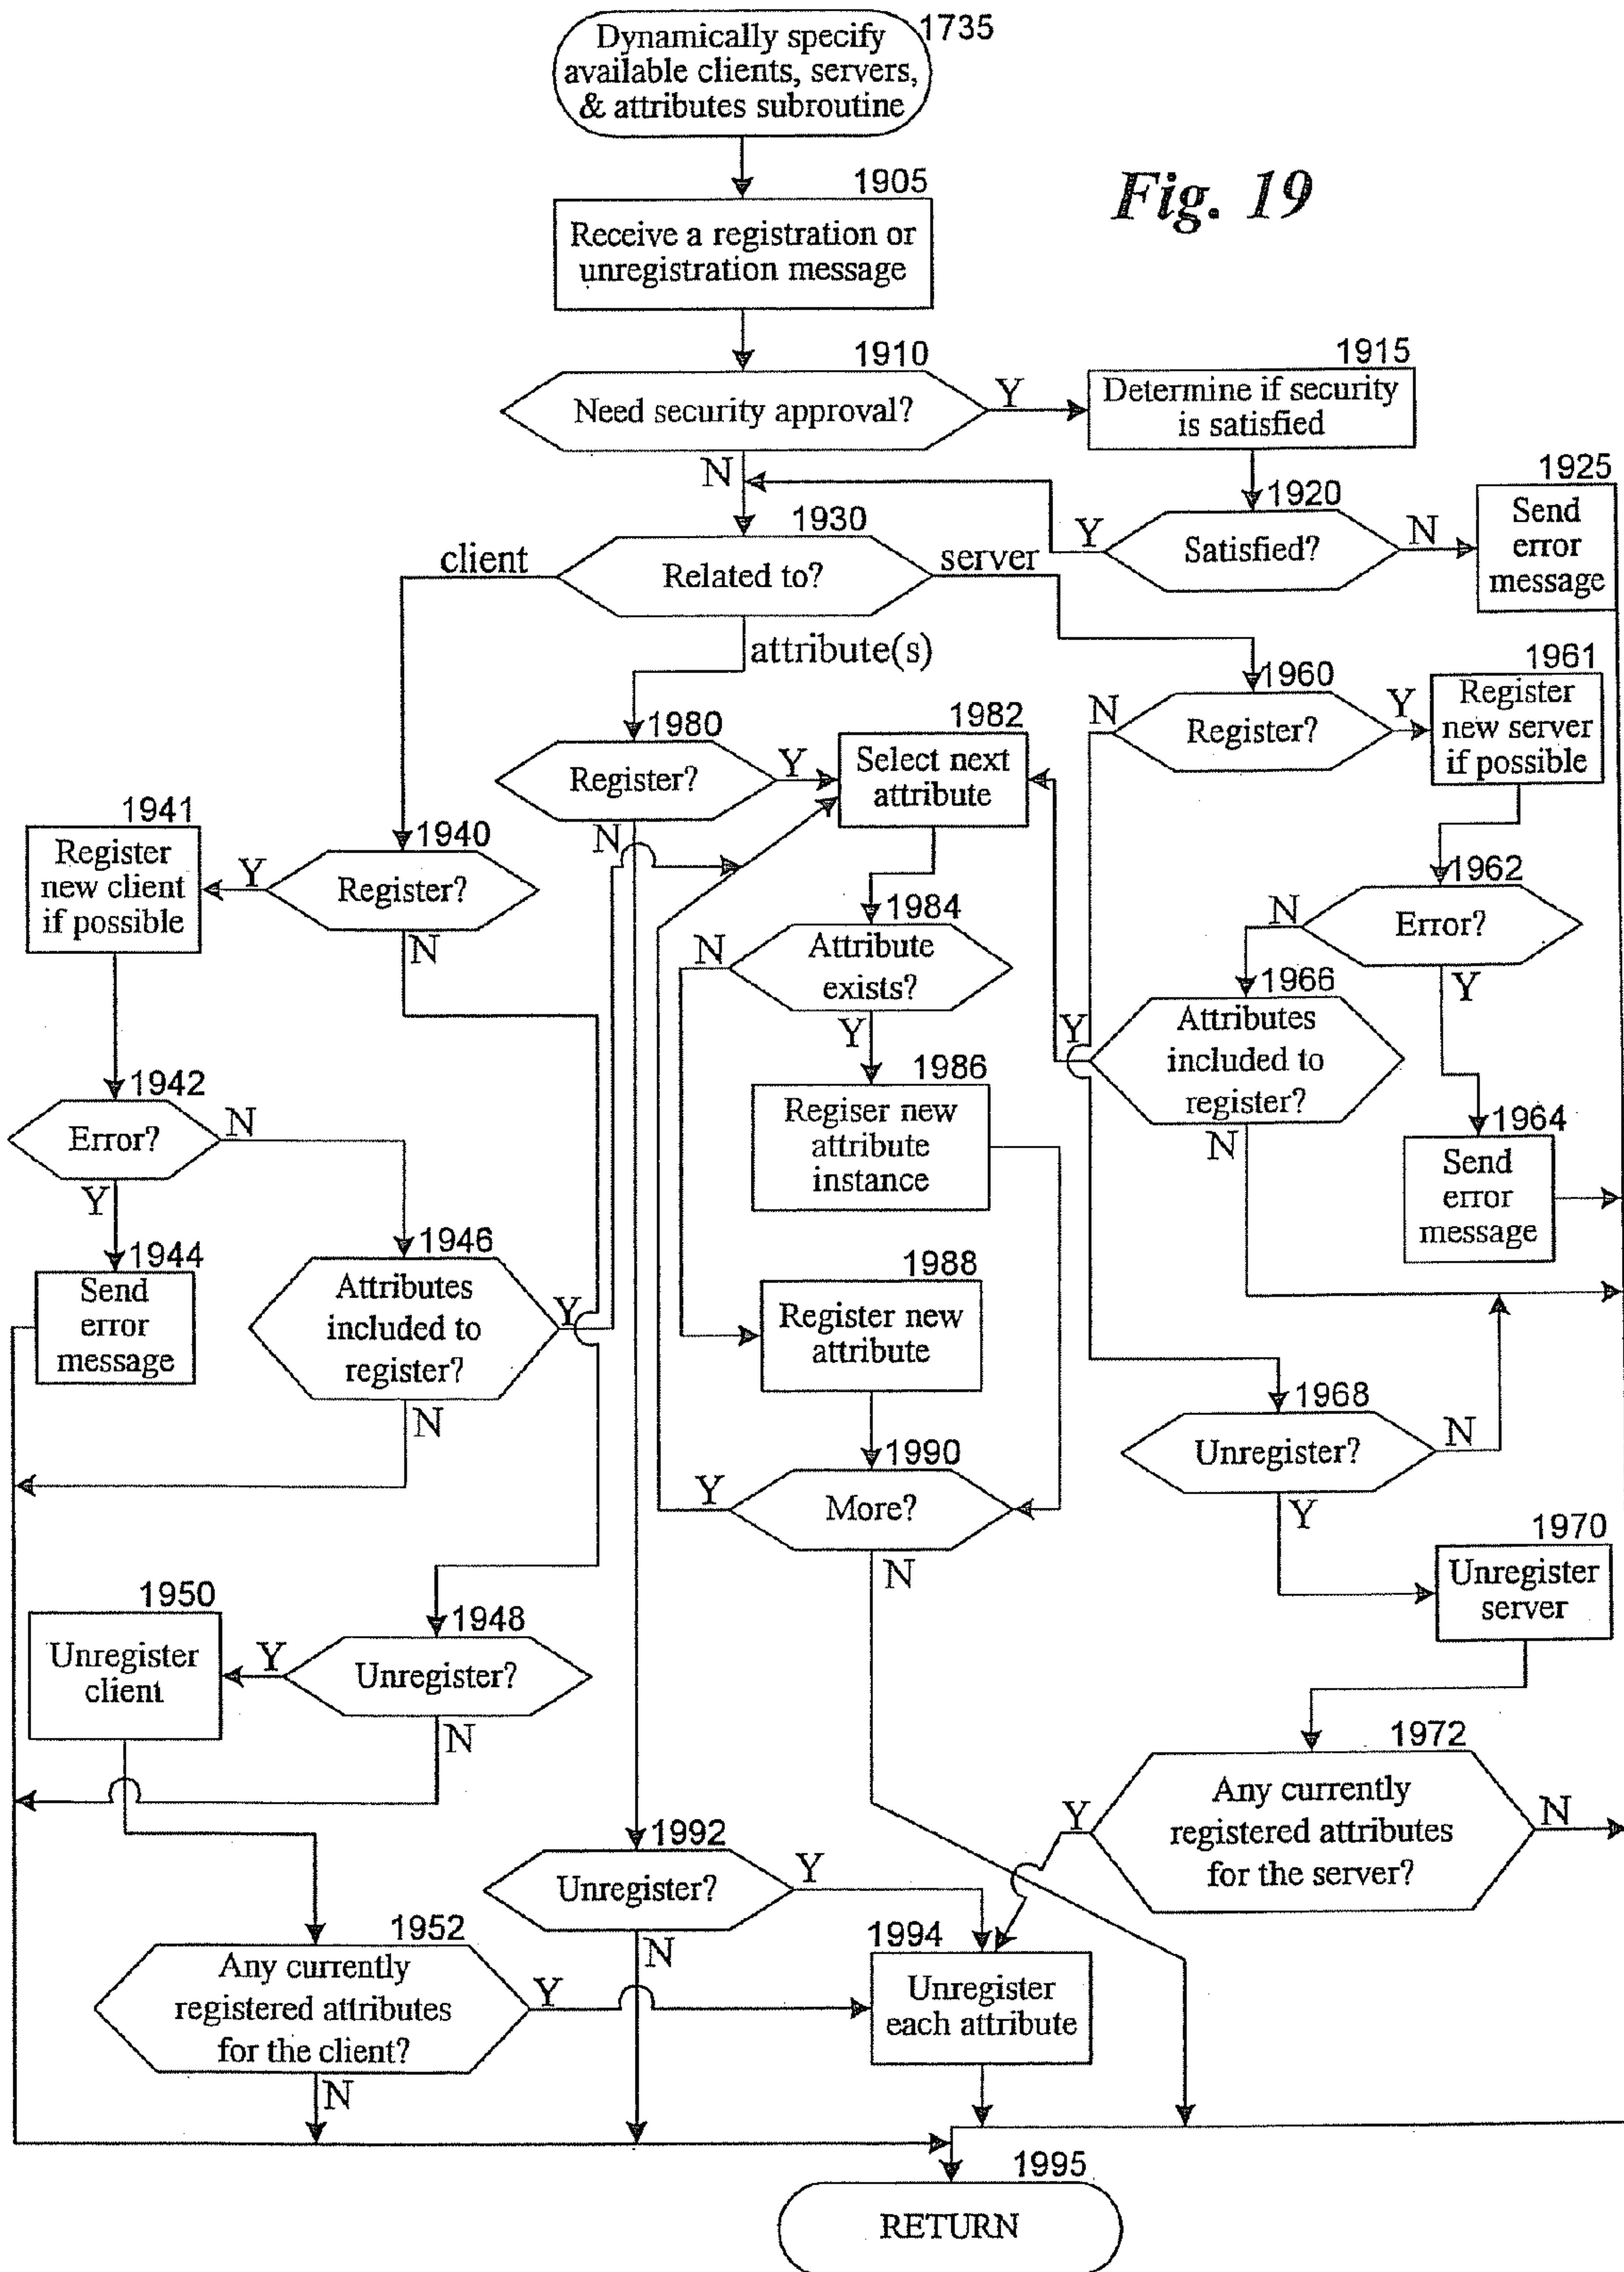 1735
Dynamically specify
available clients, servers,
& attributes subroutine
Fig. 19
1905
Receive a registration or
unregistration message
1910
Need security approval?
Y
N
1915
Determine if security
is satisfied
1920
Satisfied?
Y
N
1925
Send
error
message
1930
Related to?
client
server
attribute(s)
1960
Register?
N
Y
1961
Register
new server
if possible
1980
Register?
Y
N
1982
Select next
attribute
1941
Register
new client
if possible
1940
Register?
Y
N
1962
Error?
N
Y
1984
Attribute
exists?
N
Y
1966
Attributes
included to
register?
Y
N
1986
Regiser new
attribute
instance
1942
Error?
N
Y
1964
Send
error
message
1944
Send
error
message
1946
Attributes
included to
register?
Y
N
1988
Register new
attribute
1968
Unregister?
N
Y
1990
More?
Y
N
1970
Unregister
server
1950
Unregister
client
1948
Unregister?
Y
N
1972
Any currently
registered attributes
for the server?
Y
N
1992
Unregister?
Y
N
1952
Any currently
registered attributes
for the client?
Y
N
1994
Unregister
each attribute
1995
RETURN